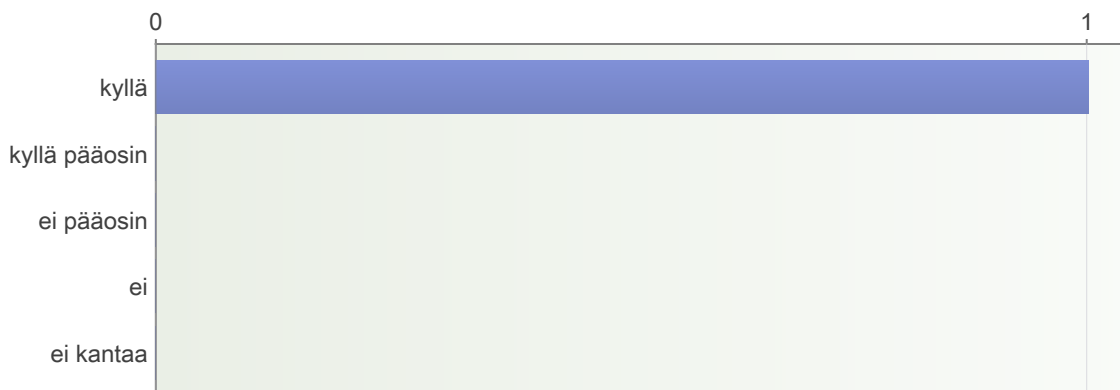 0 1
kyllä
kyllä pääosin
ei pääosin
ei
ei kantaa